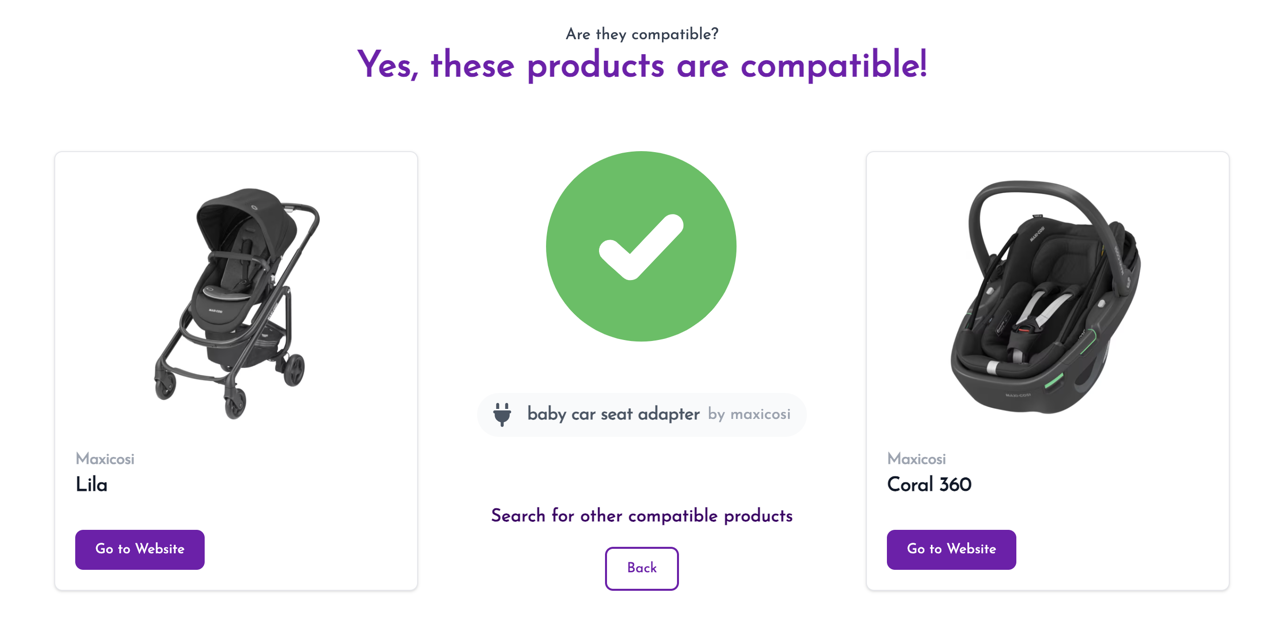 Are they compatible?
Yes, these products are compatible!
Maxicosi
Lila
Go to Website
baby car seat adapter by maxicosi
Search for other compatible products
Back
Maxicosi
Coral 360
Go to Website